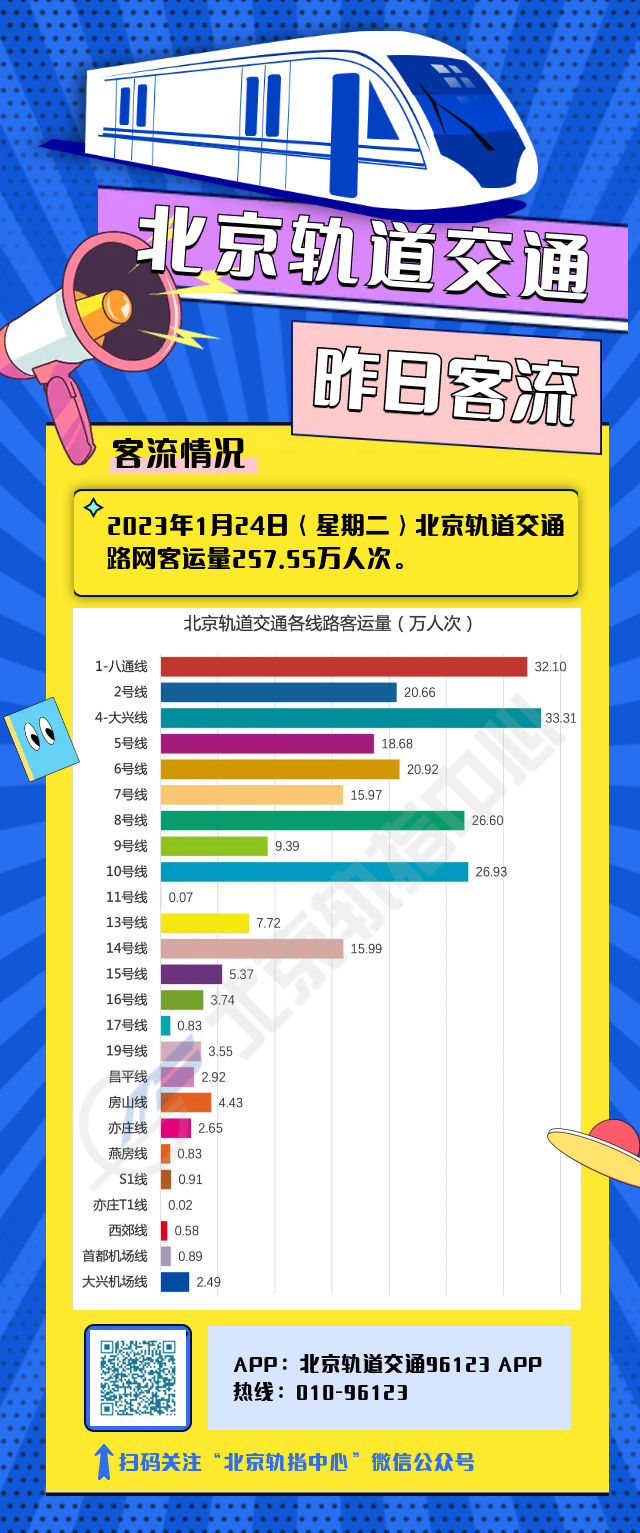 北京轨道交通
昨日客流
客流情况
2023年1月24日（星期二）北京轨道交通
路网客运量257.55万人次。
北京轨道交通各线路客运量（万人次）
1-八通线 32.10
2号线 20.66
4-大兴线 33.31
5号线 18.68
6号线 20.92
7号线 15.97
8号线 26.60
9号线 9.39
10号线 26.93
11号线 0.07
13号线 7.72
14号线 15.99
15号线 5.37
16号线 3.74
17号线 0.83
19号线 3.55
昌平线 2.92
房山线 4.43
亦庄线 2.65
燕房线 0.83
S1线 0.91
亦庄T1线 0.02
西郊线 0.58
首都机场线 0.89
大兴机场线 2.49
北京轨指中心
APP：北京轨道交通96123 APP
热线：010-96123
扫码关注“北京轨指中心”微信公众号